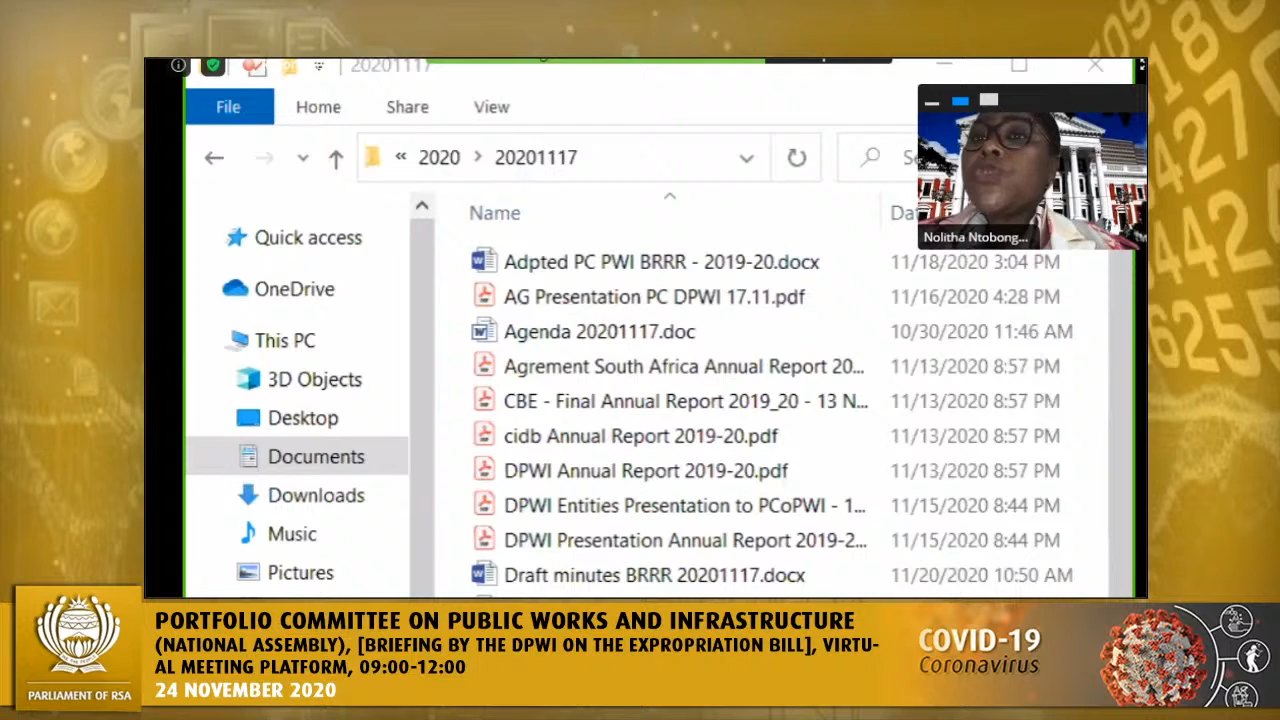 20201117
File Home Share View
« 2020 > 20201117
Name
Quick access
OneDrive
This PC
3D Objects
Desktop
Documents
Downloads
Music
Pictures
Adpted PC PWI BRRR - 2019-20.docx 11/18/2020 3:04 PM
AG Presentation PC DPWI 17.11.pdf 11/16/2020 4:28 PM
Agenda 20201117.doc 10/30/2020 11:46 AM
Agrement South Africa Annual Report 20... 11/13/2020 8:57 PM
CBE - Final Annual Report 2019_20 - 13 N... 11/13/2020 8:57 PM
cidb Annual Report 2019-20.pdf 11/13/2020 8:57 PM
DPWI Annual Report 2019-20.pdf 11/13/2020 8:57 PM
DPWI Entities Presentation to PCoPWI - 1... 11/15/2020 8:44 PM
DPWI Presentation Annual Report 2019-2... 11/15/2020 8:44 PM
Draft minutes BRRR 20201117.docx 11/20/2020 10:50 AM
Nolitha Ntobong...
PORTFOLIO COMMITTEE ON PUBLIC WORKS AND INFRASTRUCTURE
(NATIONAL ASSEMBLY), [BRIEFING BY THE DPWI ON THE EXPROPRIATION BILL], VIRTU-
AL MEETING PLATFORM, 09:00-12:00
24 NOVEMBER 2020
PARLIAMENT OF RSA
COVID-19
Coronavirus